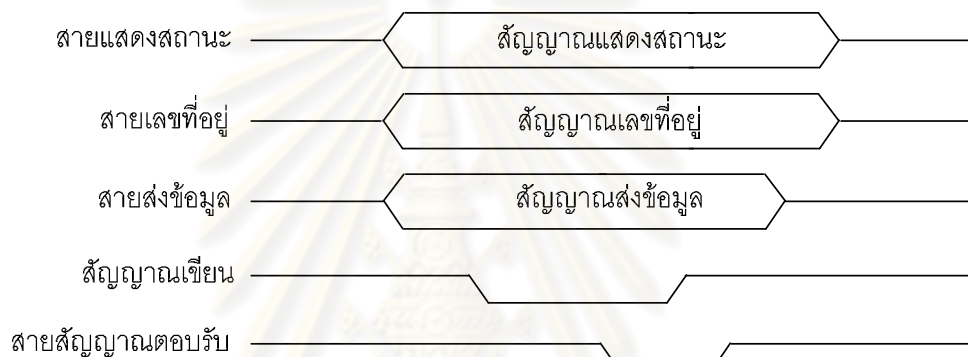 สายแสดงสถานะ สัญญาณแสดงสถานะ
สายเลขที่อยู่ สัญญาณเลขที่อยู่
สายส่งข้อมูล สัญญาณส่งข้อมูล
สัญญาณเขียน
สายสัญญาณตอบรับ